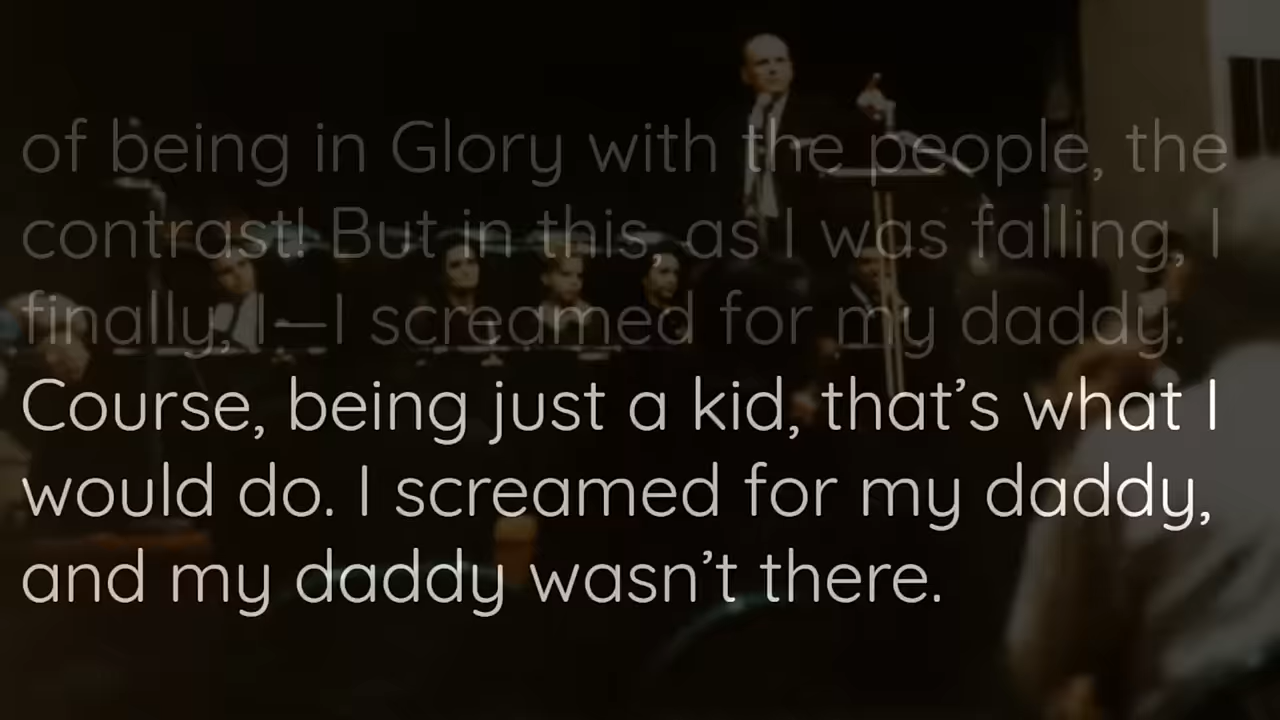 of being in Glory with the people, the
contrast! But in this, as I was falling, I
finally, I—I screamed for my daddy.
Course, being just a kid, that’s what I
would do. I screamed for my daddy,
and my daddy wasn’t there.